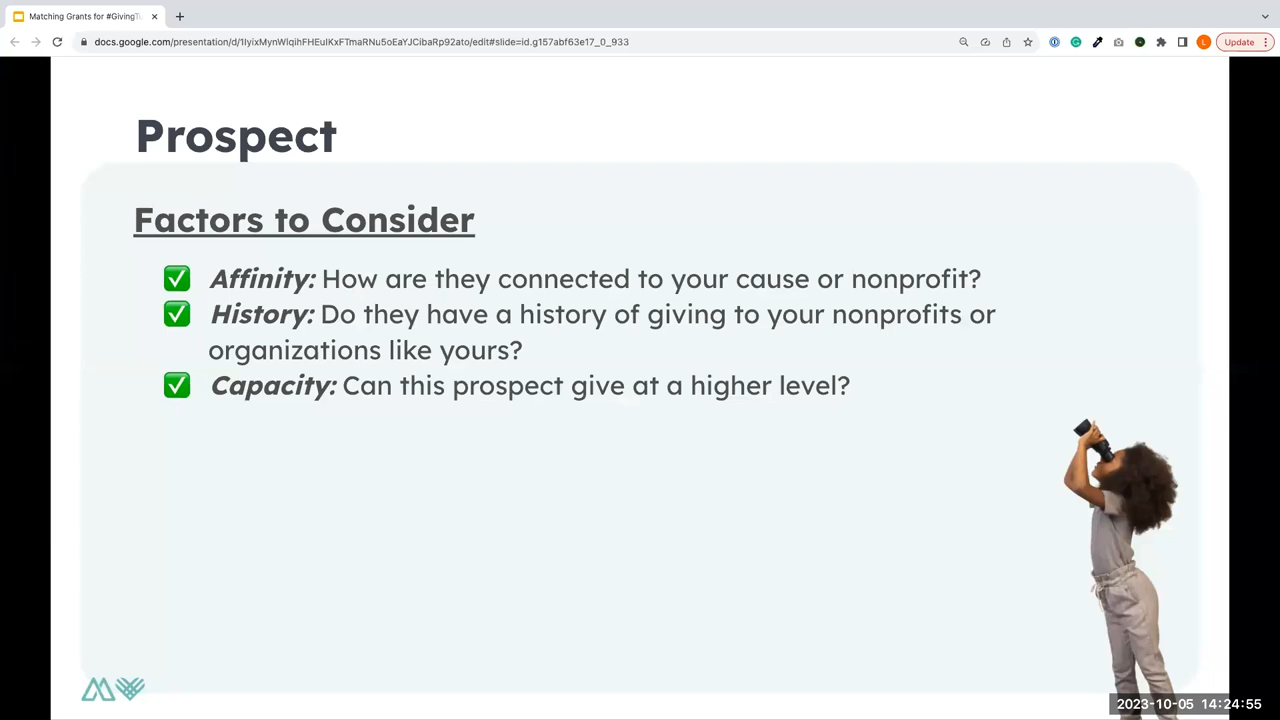 Matching Grants for #GivingTu
docs.google.com/presentation/d/1IyixMynWlqihFHEuIKxFTmaRNu5oEaYJCibaRp92ato/edit#slide=id.g157abf63e17_0_933
L
Update
Prospect
Factors to Consider
Affinity: How are they connected to your cause or nonprofit?
History: Do they have a history of giving to your nonprofits or
organizations like yours?
Capacity: Can this prospect give at a higher level?
2023-10-05 14:24:55